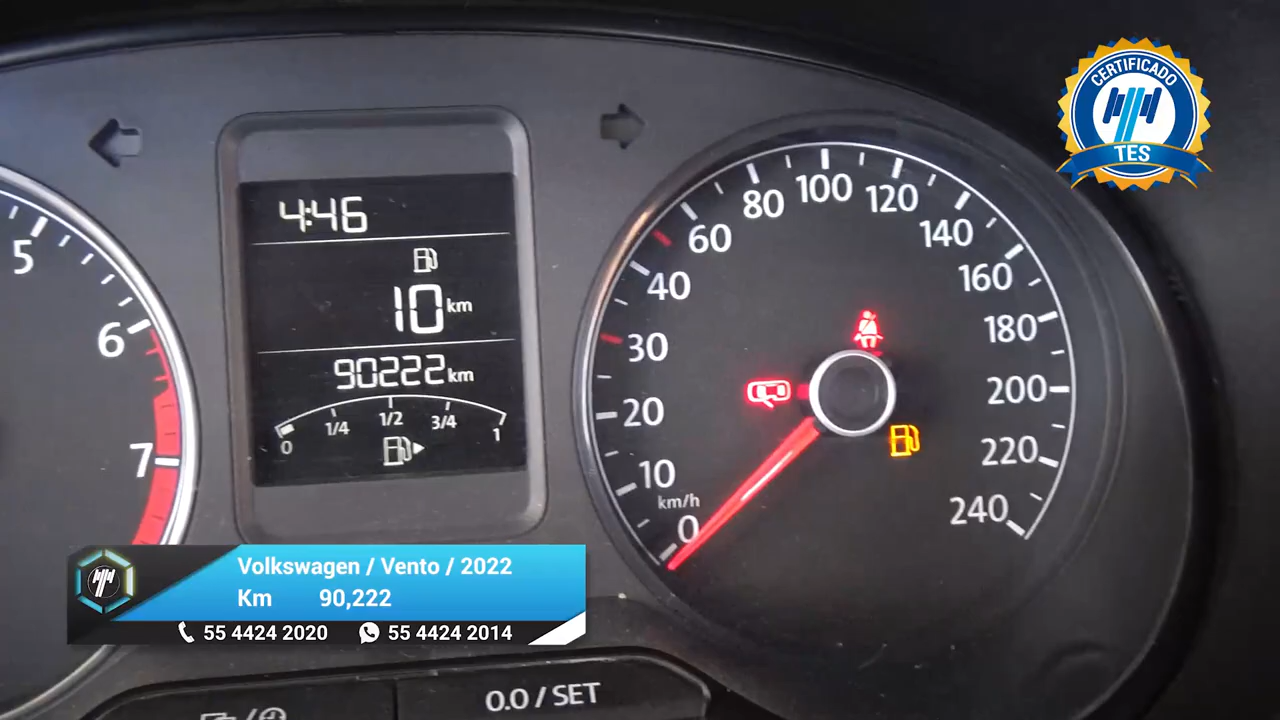 CERTIFICADO
TES
4:46
10 km
90222 km
0 1/4 1/2 3/4 1
5
6
7
0
10
20
30
40
60
80
100
120
140
160
180
200
220
240
km/h
Volkswagen / Vento / 2022
Km 90,222
55 4424 2020 55 4424 2014
0.0 / SET